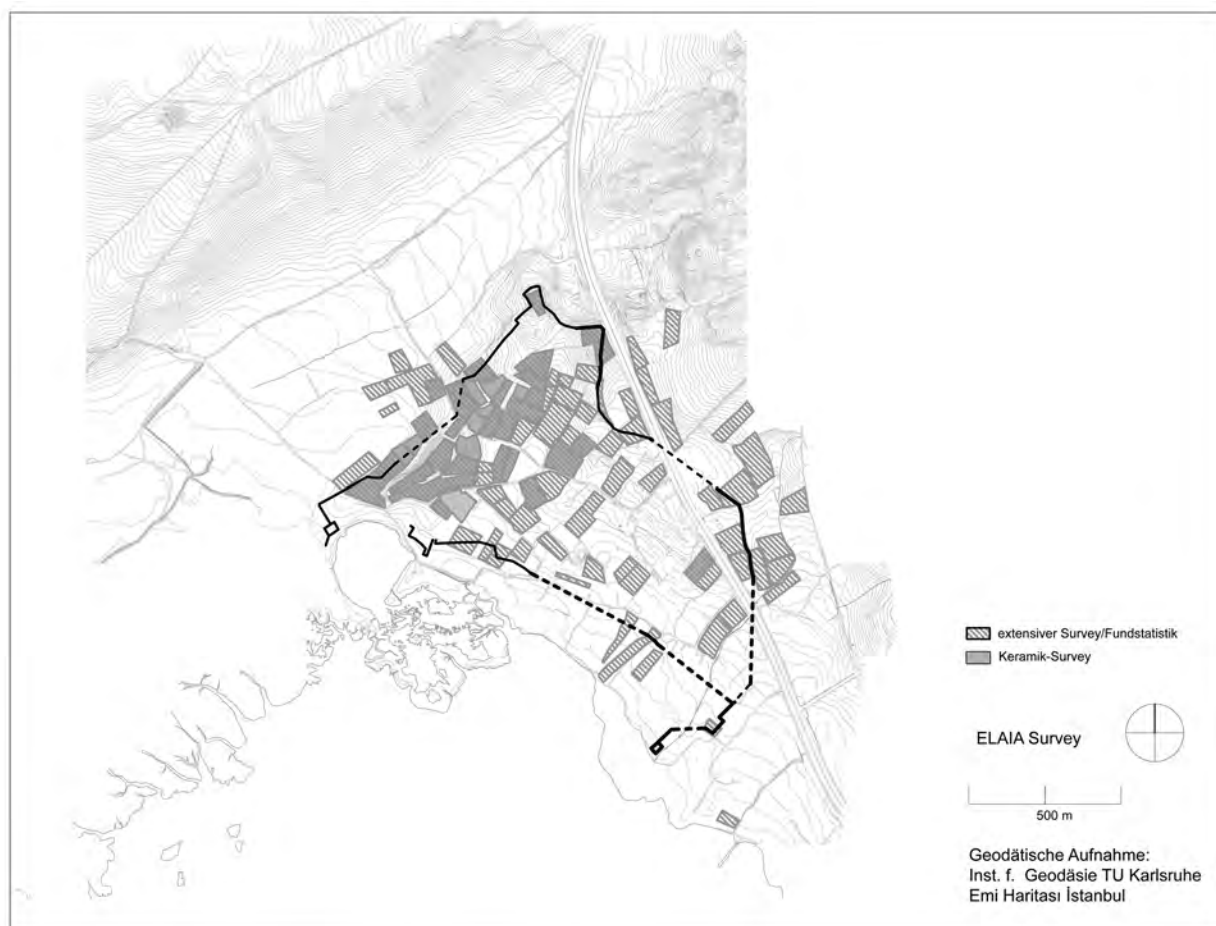 extensiver Survey/Fundstatistik
Keramik-Survey
ELAIA Survey
500 m
Geodätische Aufnahme:
Inst. f. Geodäsie TU Karlsruhe
Emi Haritası İstanbul